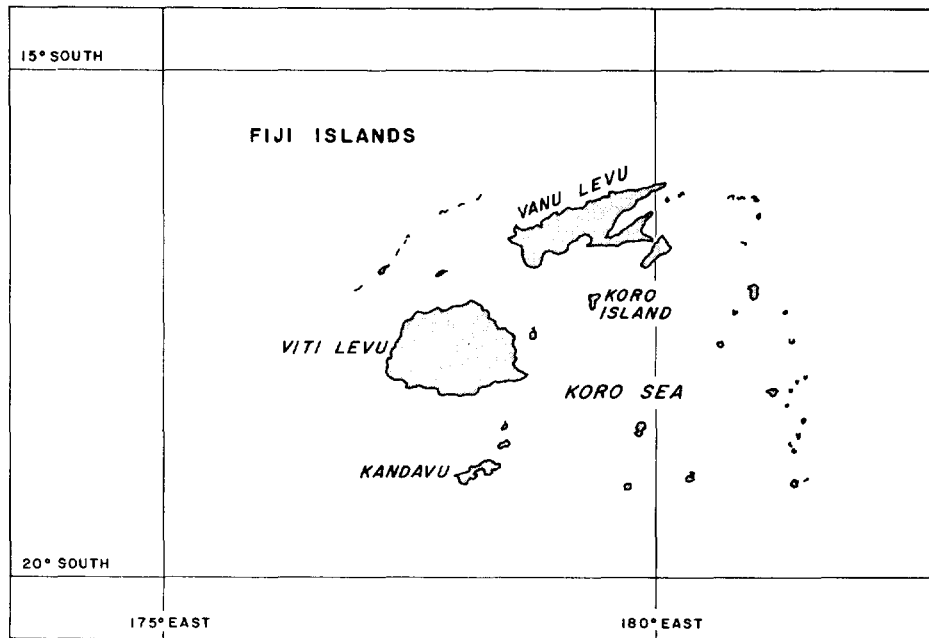 15° SOUTH
FIJI ISLANDS
VANU LEVU
KORO
ISLAND
VITI LEVU
KORO SEA
KANDAVU
20° SOUTH
175° EAST
180° EAST